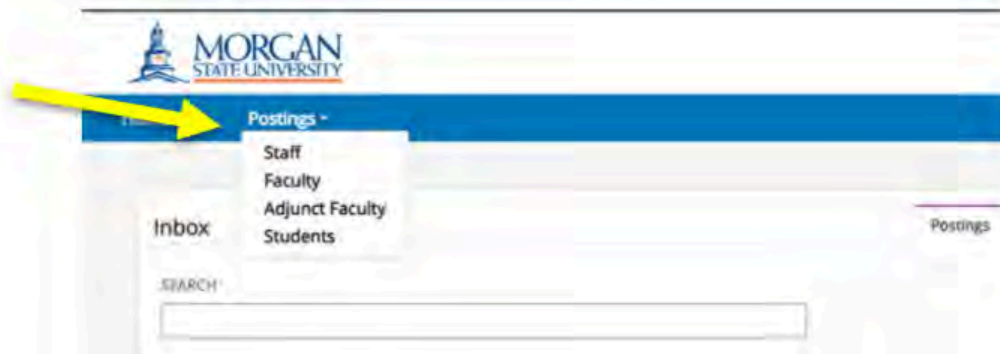 MORGAN
STATE UNIVERSITY
Postings
Staff
Faculty
Adjunct Faculty
Students
Inbox
Postings
SEARCH